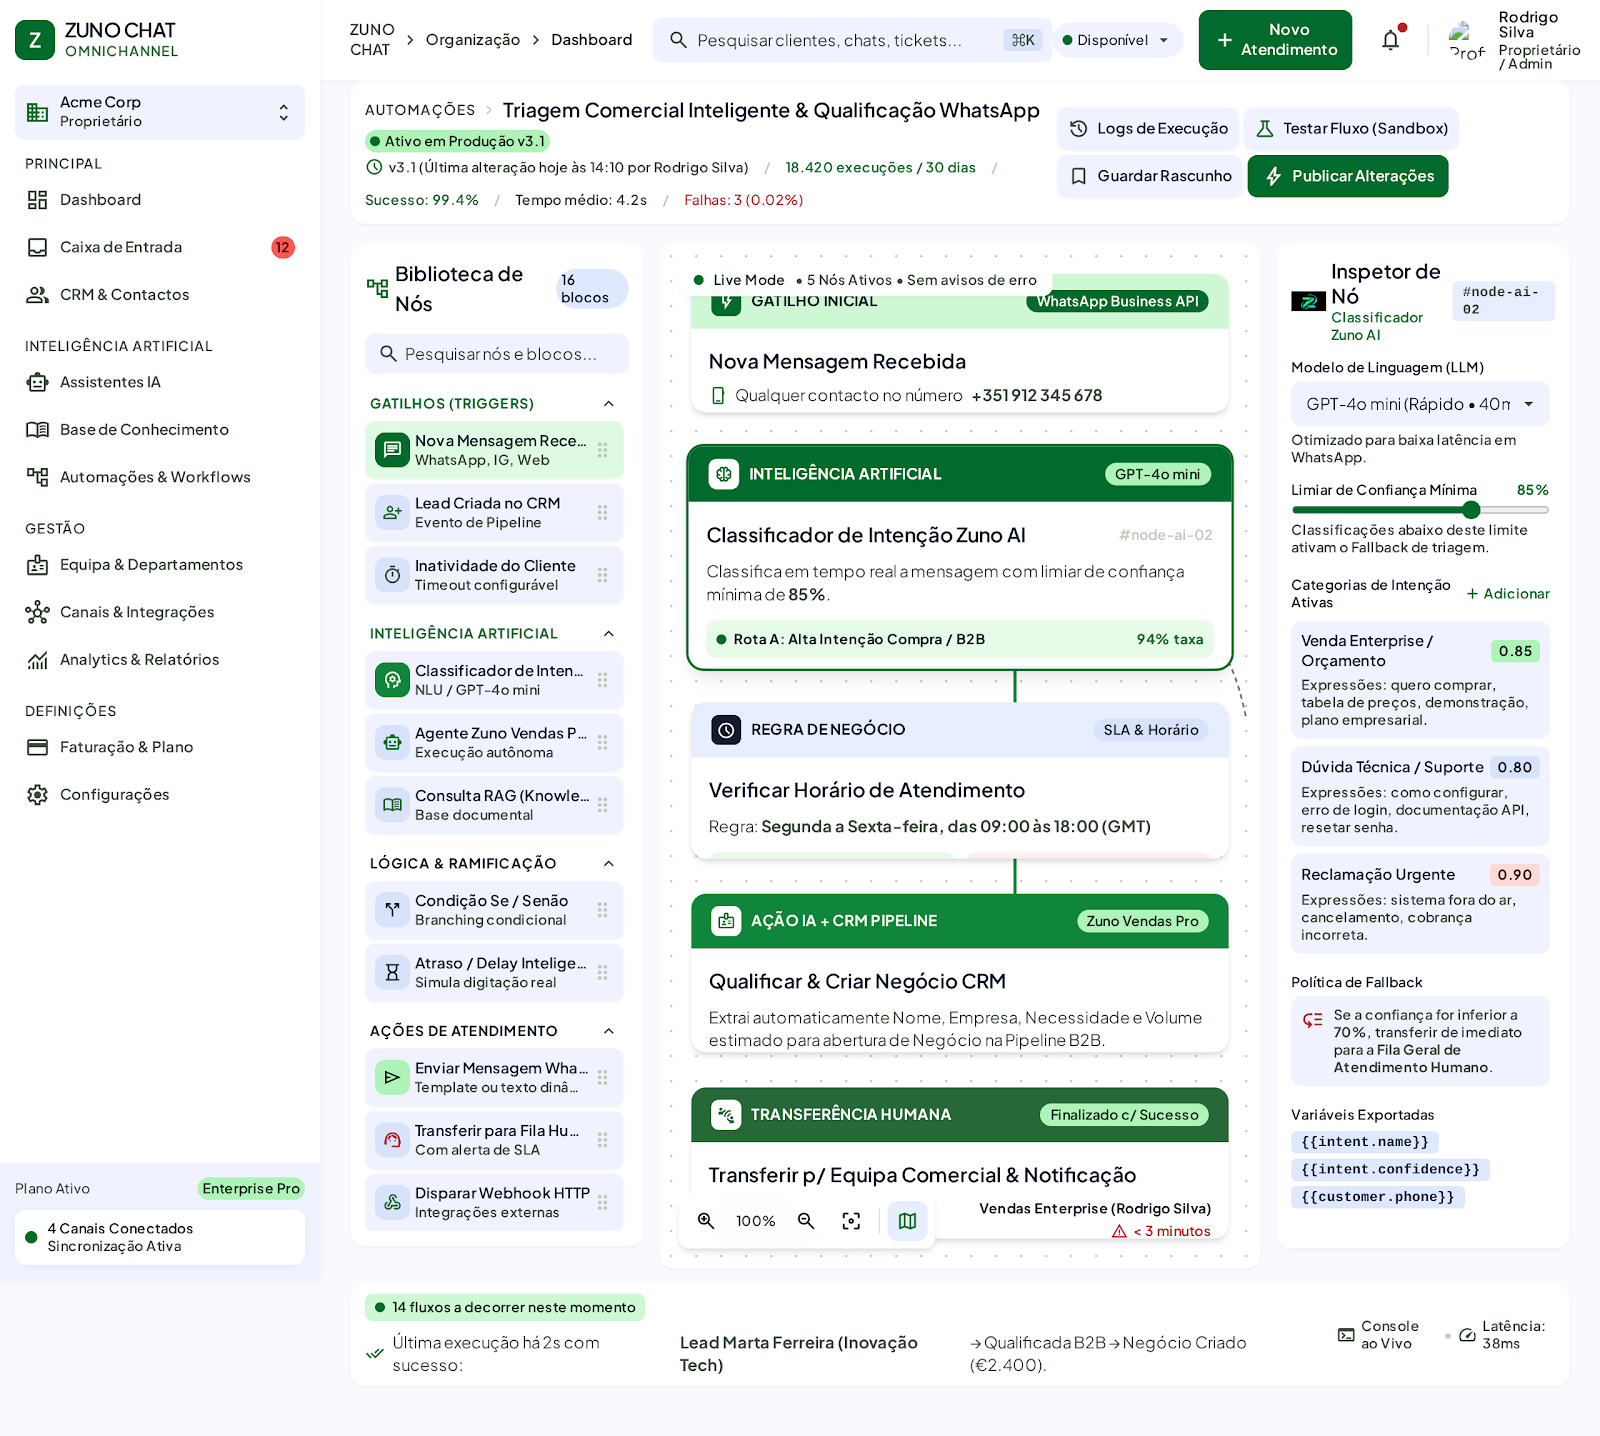 Z
ZUNO CHAT
OMNICHANNEL
Acme Corp
Proprietário
PRINCIPAL
Dashboard
Caixa de Entrada
12
CRM & Contactos
INTELIGÊNCIA ARTIFICIAL
Assistentes IA
Base de Conhecimento
Automações & Workflows
GESTÃO
Equipa & Departamentos
Canais & Integrações
Analytics & Relatórios
DEFINIÇÕES
Faturação & Plano
Configurações
Plano Ativo
Enterprise Pro
4 Canais Conectados
Sincronização Ativa
ZUNO
CHAT
Organização
Dashboard
Pesquisar clientes, chats, tickets...
⌘K
Disponível
Novo
Atendimento
Prof
Rodrigo
Silva
Proprietário
/ Admin
AUTOMAÇÕES
Triagem Comercial Inteligente & Qualificação WhatsApp
Ativo em Produção v3.1
v3.1 (Última alteração hoje às 14:10 por Rodrigo Silva)
/
18.420 execuções / 30 dias
/
Sucesso: 99.4%
/
Tempo médio: 4.2s
/
Falhas: 3 (0.02%)
Logs de Execução
Testar Fluxo (Sandbox)
Guardar Rascunho
Publicar Alterações
Biblioteca de
Nós
16
blocos
Pesquisar nós e blocos...
GATILHOS (TRIGGERS)
Nova Mensagem Rece...
WhatsApp, IG, Web
Lead Criada no CRM
Evento de Pipeline
Inatividade do Cliente
Timeout configurável
INTELIGÊNCIA ARTIFICIAL
Classificador de Inten...
NLU / GPT-4o mini
Agente Zuno Vendas P...
Execução autônoma
Consulta RAG (Knowle...
Base documental
LÓGICA & RAMIFICAÇÃO
Condição Se / Senão
Branching condicional
Atraso / Delay Intelige...
Simula digitação real
AÇÕES DE ATENDIMENTO
Enviar Mensagem Wha...
Template ou texto dinâ...
Transferir para Fila Hu...
Com alerta de SLA
Disparar Webhook HTTP
Integrações externas
Live Mode
• 5 Nós Ativos • Sem avisos de erro
GATILHO INICIAL
WhatsApp Business API
Nova Mensagem Recebida
Qualquer contacto no número +351 912 345 678
INTELIGÊNCIA ARTIFICIAL
GPT-4o mini
Classificador de Intenção Zuno AI
#node-ai-02
Classifica em tempo real a mensagem com limiar de confiança
mínima de 85%.
Rota A: Alta Intenção Compra / B2B
94% taxa
REGRA DE NEGÓCIO
SLA & Horário
Verificar Horário de Atendimento
Regra: Segunda a Sexta-feira, das 09:00 às 18:00 (GMT)
AÇÃO IA + CRM PIPELINE
Zuno Vendas Pro
Qualificar & Criar Negócio CRM
Extrai automaticamente Nome, Empresa, Necessidade e Volume
estimado para abertura de Negócio na Pipeline B2B.
TRANSFERÊNCIA HUMANA
Finalizado c/ Sucesso
Transferir p/ Equipa Comercial & Notificação
Vendas Enterprise (Rodrigo Silva)
< 3 minutos
100%
Inspetor de
Nó
Classificador
Zuno AI
#node-ai-
02
Modelo de Linguagem (LLM)
GPT-4o mini (Rápido • 40m
Otimizado para baixa latência em
WhatsApp.
Limiar de Confiança Mínima
85%
Classificações abaixo deste limite
ativam o Fallback de triagem.
Categorias de Intenção
Ativas
+ Adicionar
Venda Enterprise /
Orçamento
0.85
Expressões: quero comprar,
tabela de preços, demonstração,
plano empresarial.
Dúvida Técnica / Suporte
0.80
Expressões: como configurar,
erro de login, documentação API,
resetar senha.
Reclamação Urgente
0.90
Expressões: sistema fora do ar,
cancelamento, cobrança
incorreta.
Política de Fallback
Se a confiança for inferior a
70%, transferir de imediato
para a Fila Geral de
Atendimento Humano.
Variáveis Exportadas
{{intent.name}}
{{intent.confidence}}
{{customer.phone}}
14 fluxos a decorrer neste momento
Última execução há 2s com
sucesso:
Lead Marta Ferreira (Inovação
Tech)
→ Qualificada B2B → Negócio Criado
(€2.400).
Console
ao Vivo
Latência:
38ms